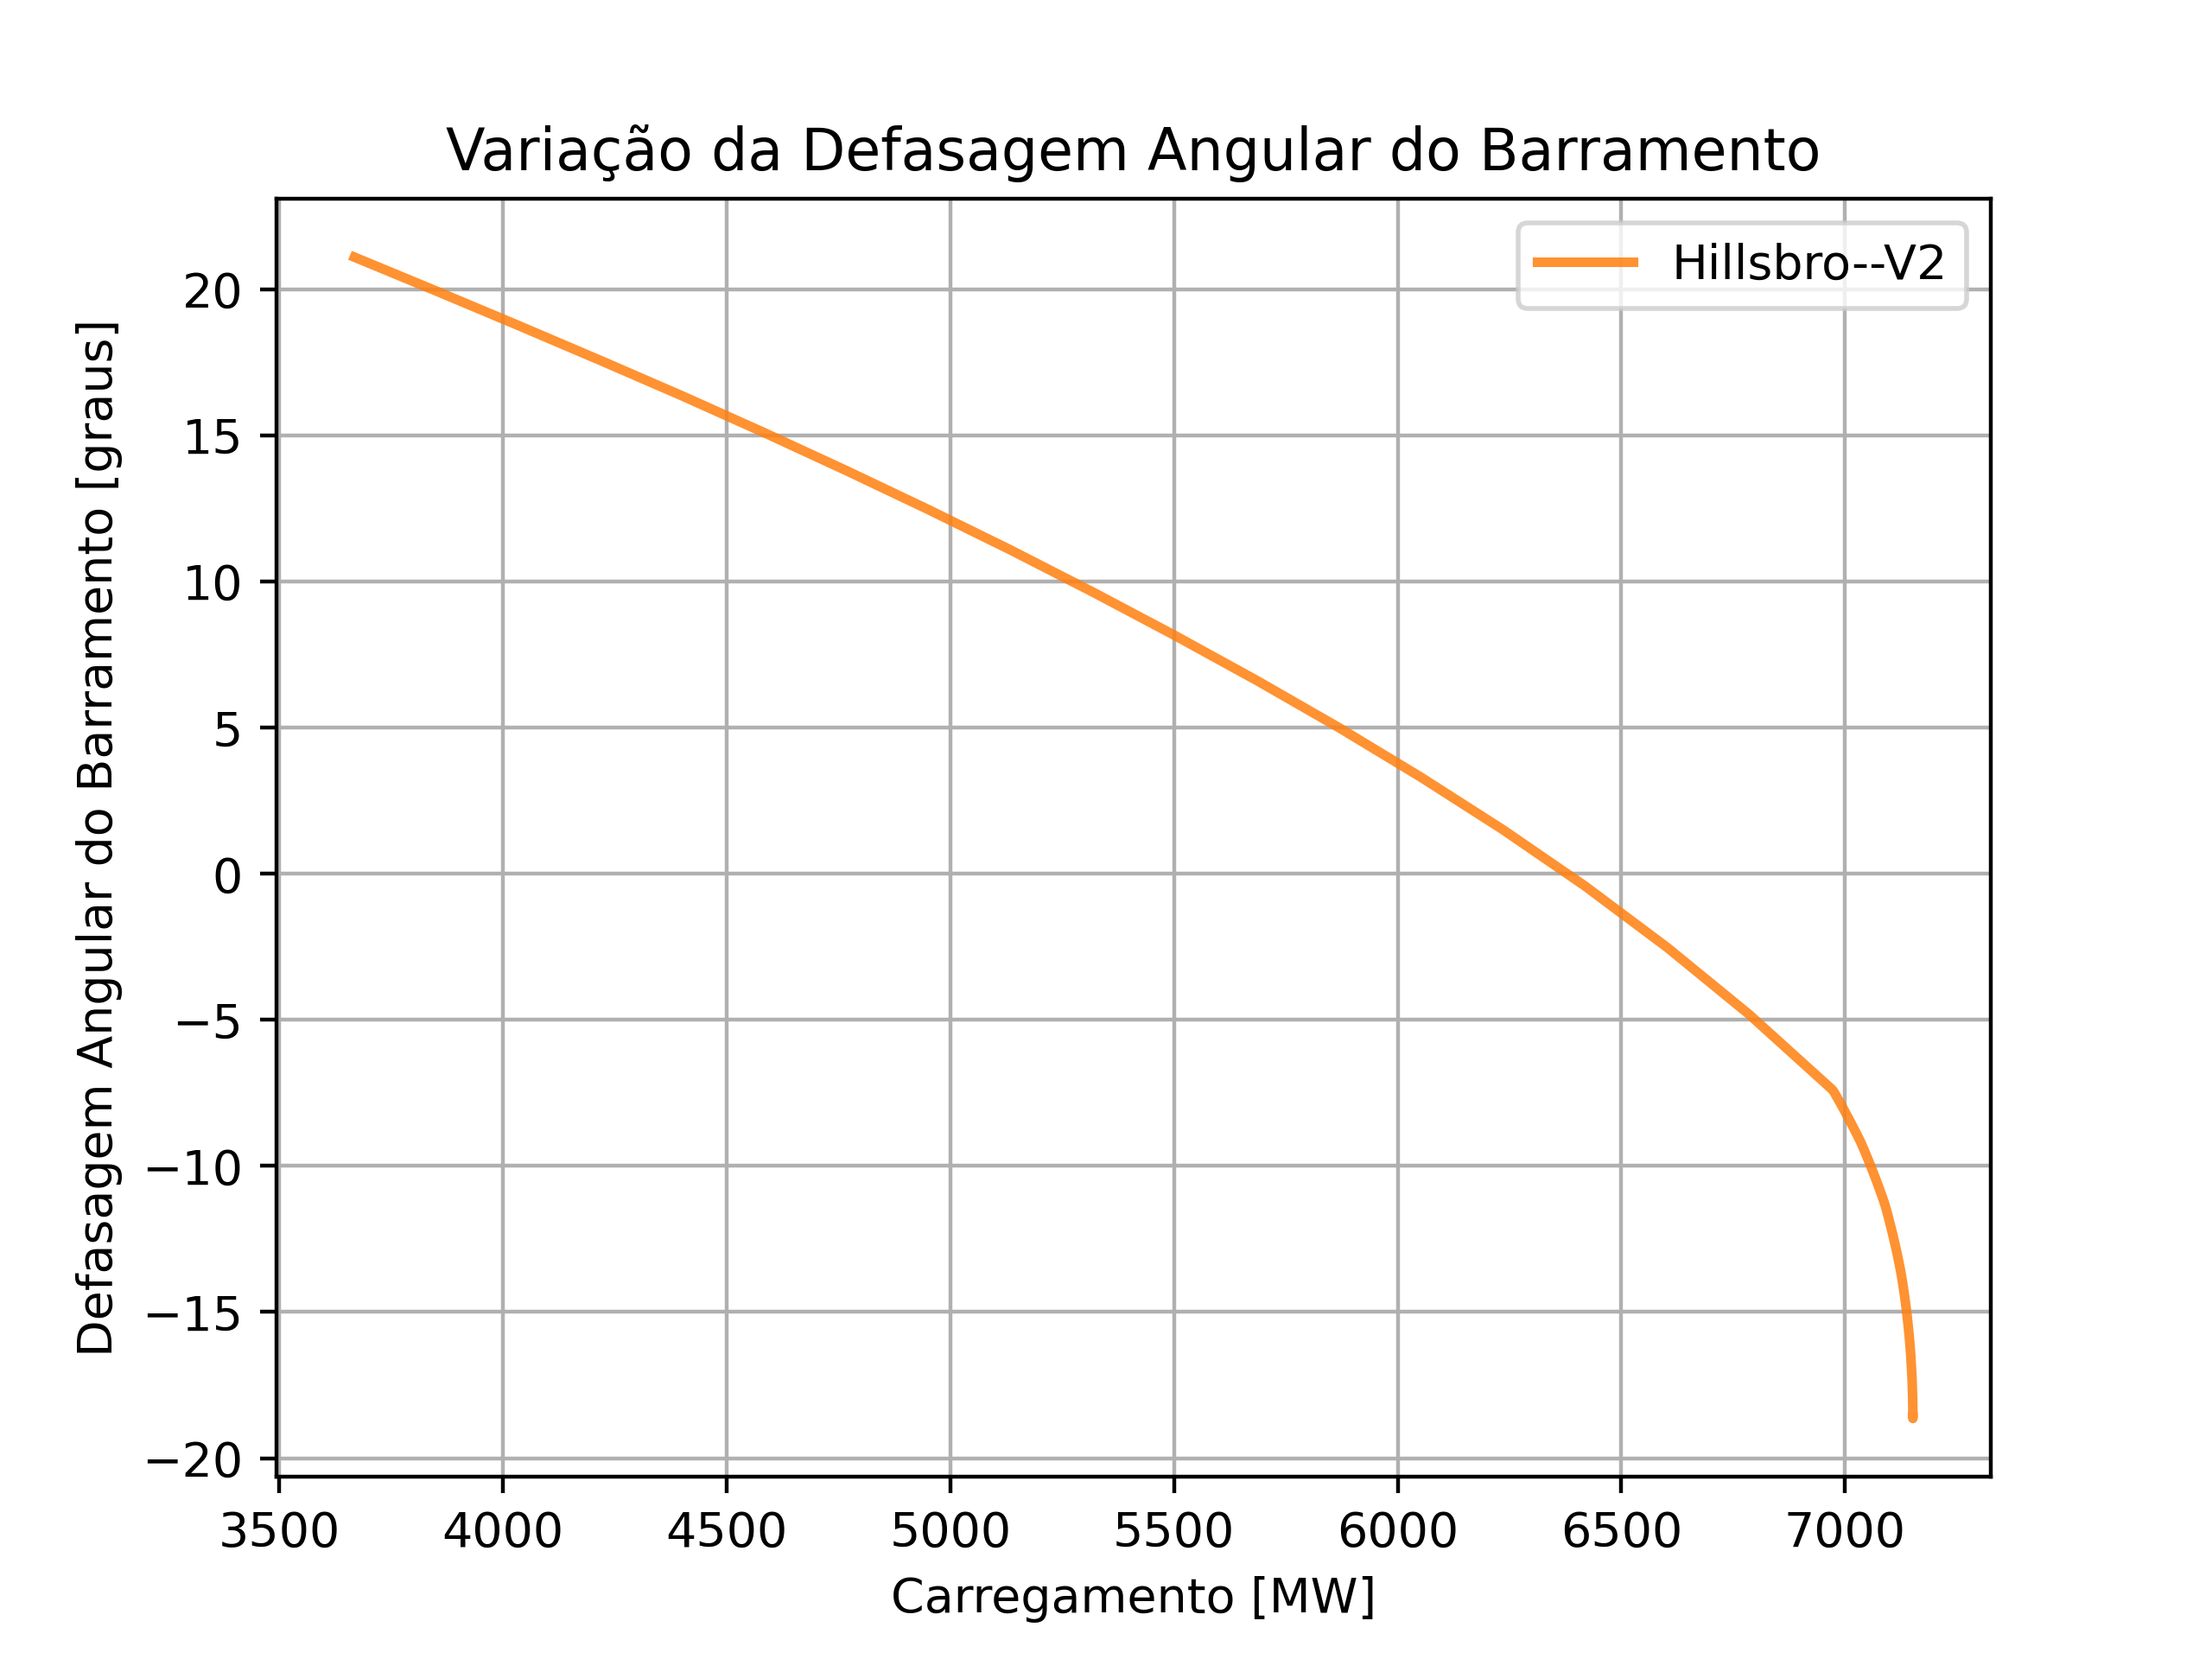 Variação da Defasagem Angular do Barramento
Hillsbro--V2
Defasagem Angular do Barramento [graus]
20
15
10
5
0
−5
−10
−15
−20
3500 4000 4500 5000 5500 6000 6500 7000
Carregamento [MW]